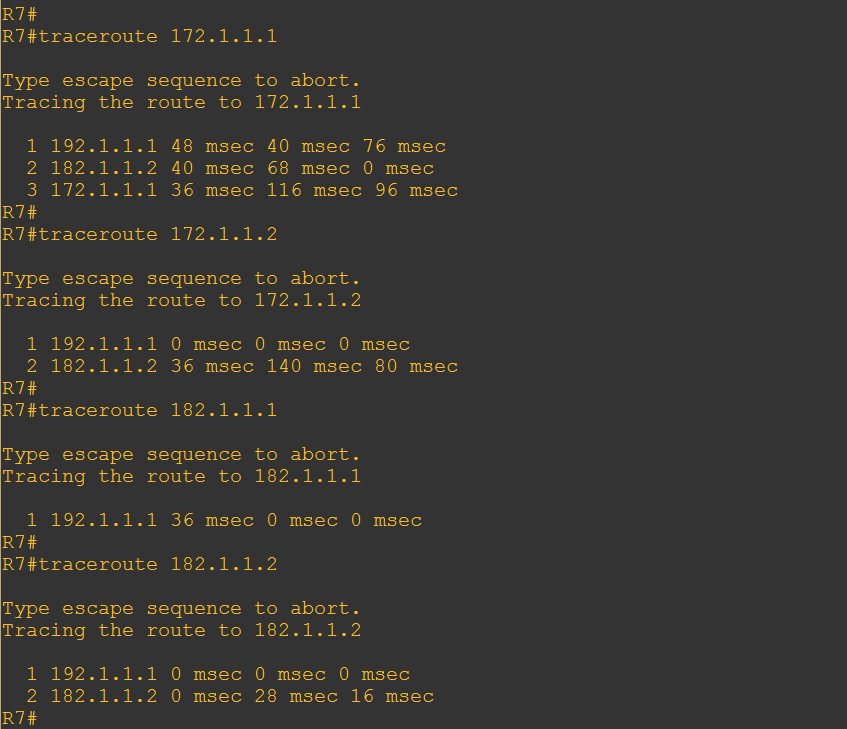 R7#
R7#traceroute 172.1.1.1
Type escape sequence to abort.
Tracing the route to 172.1.1.1
1 192.1.1.1 48 msec 40 msec 76 msec
2 182.1.1.2 40 msec 68 msec 0 msec
3 172.1.1.1 36 msec 116 msec 96 msec
R7#
R7#traceroute 172.1.1.2
Type escape sequence to abort.
Tracing the route to 172.1.1.2
1 192.1.1.1 0 msec 0 msec 0 msec
2 182.1.1.2 36 msec 140 msec 80 msec
R7#
R7#traceroute 182.1.1.1
Type escape sequence to abort.
Tracing the route to 182.1.1.1
1 192.1.1.1 36 msec 0 msec 0 msec
R7#
R7#traceroute 182.1.1.2
Type escape sequence to abort.
Tracing the route to 182.1.1.2
1 192.1.1.1 0 msec 0 msec 0 msec
2 182.1.1.2 0 msec 28 msec 16 msec
R7#